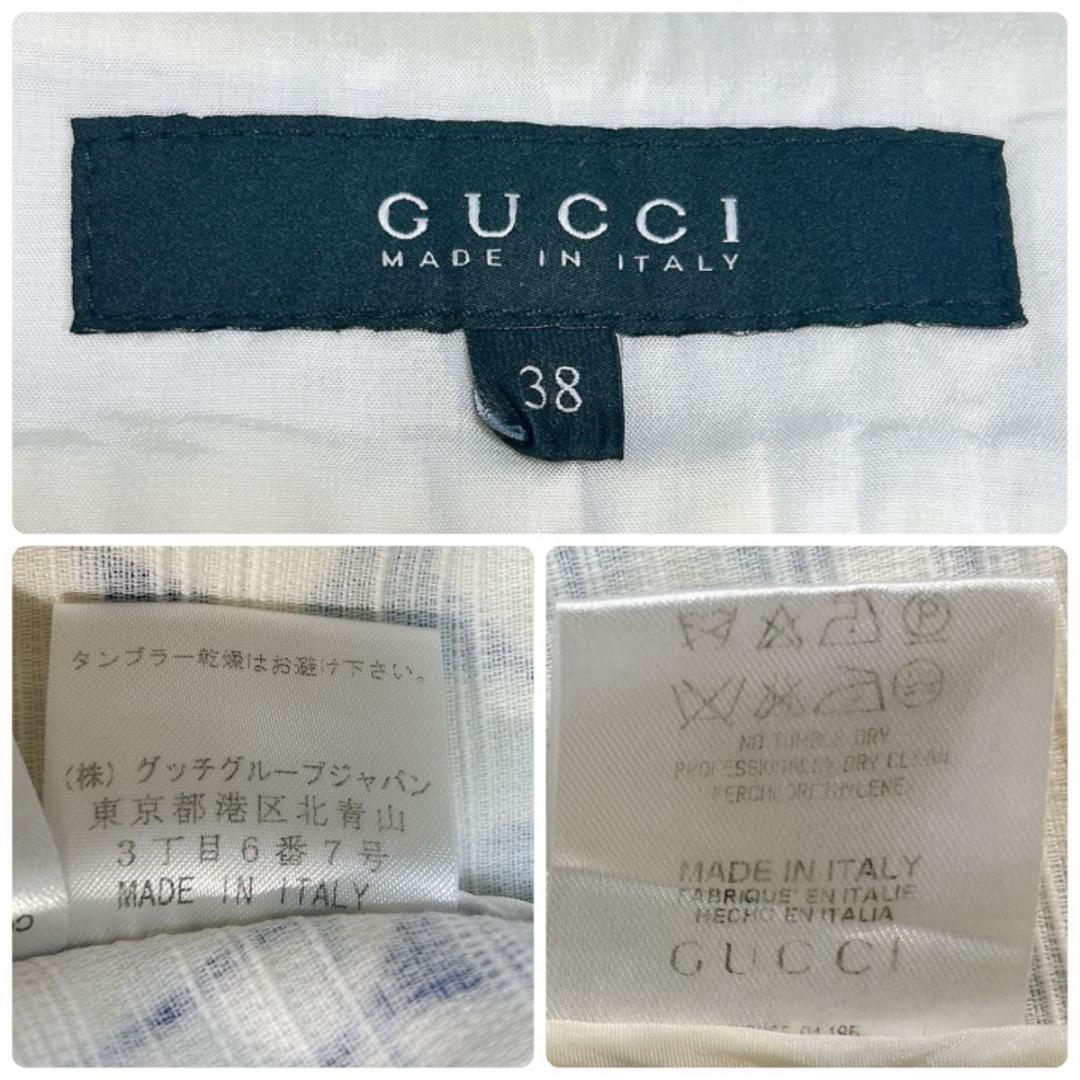 GUCCI
MADE IN ITALY
38
タンブラー乾燥はお避け下さい。
(株) グッチグループジャパン
東京都港区北青山
3丁目6番7号
MADE IN ITALY
NO TUMBLE DRY
PROFESSIONALLY DRY CLEAN
PERCHLORETHYLENE
MADE IN ITALY
FABRIQUE' EN ITALIE
HECHO EN ITALIA
GUCCI